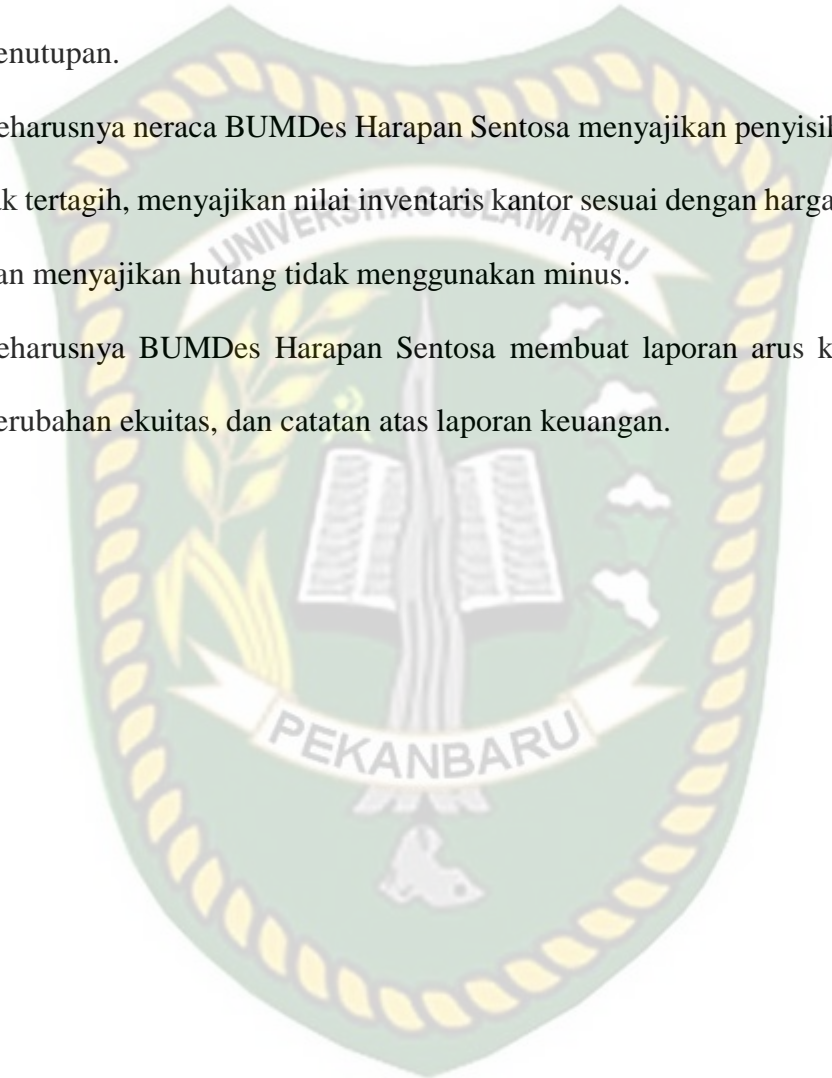 enutupan.
eharusnya neraca BUMDes Harapan Sentosa menyajikan penyisik
ak tertagih, menyajikan nilai inventaris kantor sesuai dengan harga
UNIVERSITAS ISLAM RIAU
an menyajikan hutang tidak menggunakan minus.
eharusnya BUMDes Harapan Sentosa membuat laporan arus k
erubahan ekuitas, dan catatan atas laporan keuangan.
PEKANBARU